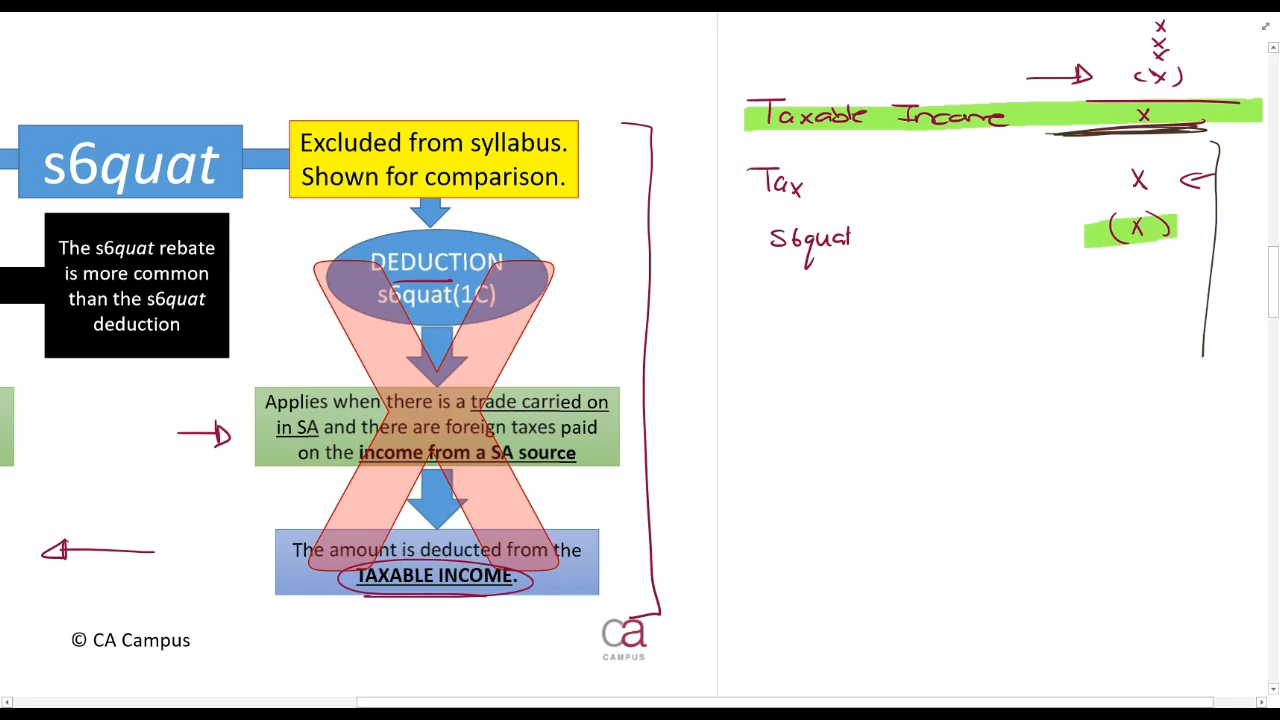 s6quat
Excluded from syllabus.
Shown for comparison.
The s6quat rebate
is more common
than the s6quat
deduction
DEDUCTION
s6quat(1C)
Applies when there is a trade carried on
in SA and there are foreign taxes paid
on the income from a SA source
The amount is deducted from the
TAXABLE INCOME.
© CA Campus
ca
CAMPUS
x
x
x
(x)
Taxable Income x
Tax x
s6quat (x)